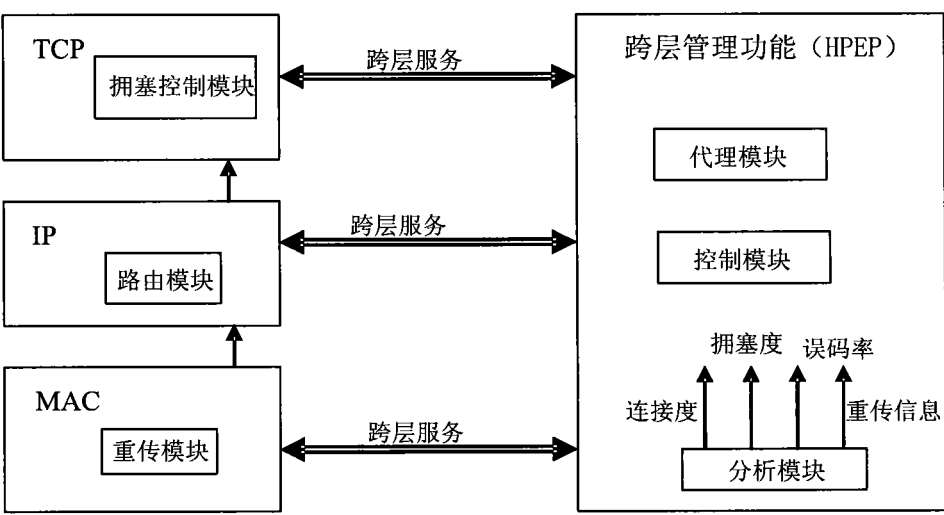 TCP
拥塞控制模块
跨层服务
跨层管理功能（HPEP）
代理模块
IP
路由模块
跨层服务
控制模块
MAC
重传模块
跨层服务
拥塞度
误码率
连接度
重传信息
分析模块